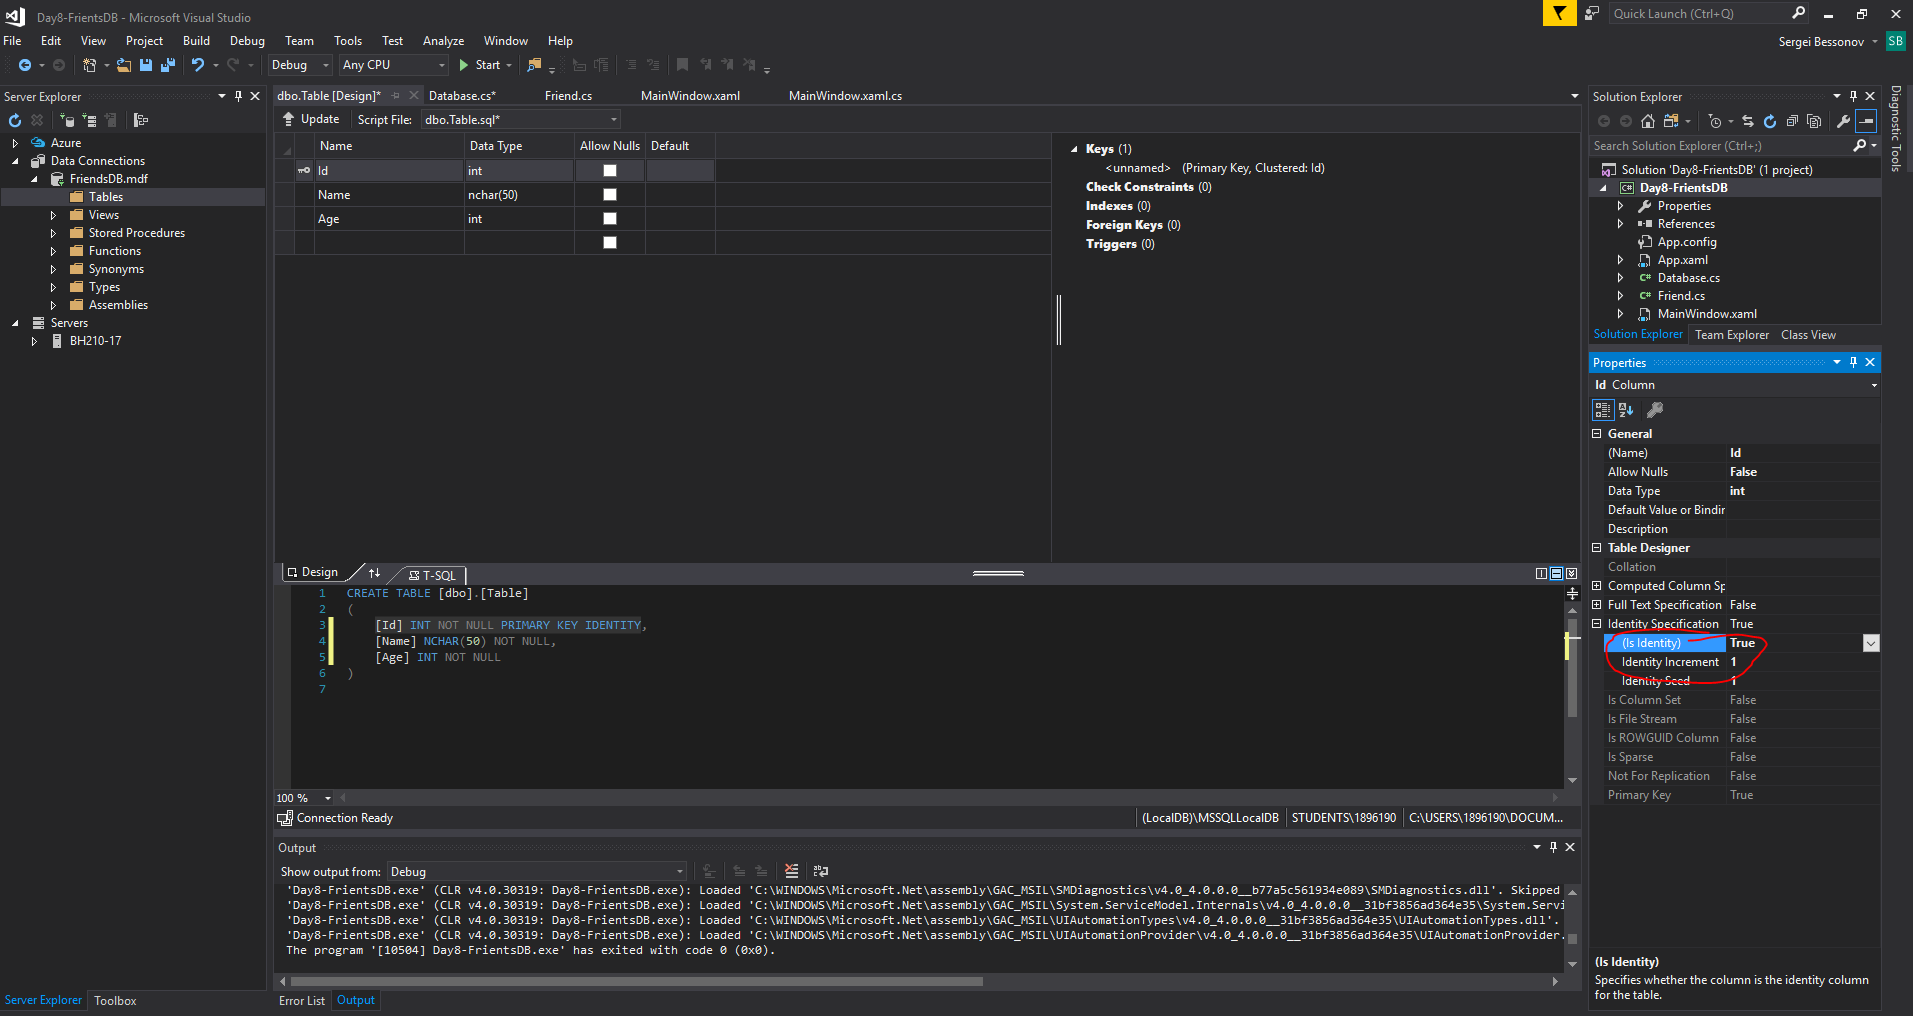 Day8-FrientsDB - Microsoft Visual Studio
Quick Launch (Ctrl+Q)
File Edit View Project Build Debug Team Tools Test Analyze Window Help
Sergei Bessonov SB
Debug Any CPU Start
Server Explorer
Azure
Data Connections
FriendsDB.mdf
Tables
Views
Stored Procedures
Functions
Synonyms
Types
Assemblies
Servers
BH210-17
Server Explorer Toolbox
dbo.Table [Design]* Database.cs* Friend.cs MainWindow.xaml MainWindow.xaml.cs
Update Script File: dbo.Table.sql*
Name Data Type Allow Nulls Default
Id int
Name nchar(50)
Age int
Keys (1)
<unnamed> (Primary Key, Clustered: Id)
Check Constraints (0)
Indexes (0)
Foreign Keys (0)
Triggers (0)
Design T-SQL
1 CREATE TABLE [dbo].[Table]
2 (
3 [Id] INT NOT NULL PRIMARY KEY IDENTITY,
4 [Name] NCHAR(50) NOT NULL,
5 [Age] INT NOT NULL
6 )
7
100 %
Connection Ready
(LocalDB)\MSSQLLocalDB STUDENTS\1896190 C:\USERS\1896190\DOCUM...
Output
Show output from: Debug
'Day8-FrientsDB.exe' (CLR v4.0.30319: Day8-FrientsDB.exe): Loaded 'C:\WINDOWS\Microsoft.Net\assembly\GAC_MSIL\SMDiagnostics\v4.0_4.0.0.0__b77a5c561934e089\SMDiagnostics.dll'. Skipped
'Day8-FrientsDB.exe' (CLR v4.0.30319: Day8-FrientsDB.exe): Loaded 'C:\WINDOWS\Microsoft.Net\assembly\GAC_MSIL\System.ServiceModel.Internals\v4.0_4.0.0.0__31bf3856ad364e35\System.Servi
'Day8-FrientsDB.exe' (CLR v4.0.30319: Day8-FrientsDB.exe): Loaded 'C:\WINDOWS\Microsoft.Net\assembly\GAC_MSIL\UIAutomationTypes\v4.0_4.0.0.0__31bf3856ad364e35\UIAutomationTypes.dll'.
'Day8-FrientsDB.exe' (CLR v4.0.30319: Day8-FrientsDB.exe): Loaded 'C:\WINDOWS\Microsoft.Net\assembly\GAC_MSIL\UIAutomationProvider\v4.0_4.0.0.0__31bf3856ad364e35\UIAutomationProvider.
The program '[10504] Day8-FrientsDB.exe' has exited with code 0 (0x0).
Error List Output
Solution Explorer
Search Solution Explorer (Ctrl+;)
Solution 'Day8-FrientsDB' (1 project)
C# Day8-FrientsDB
Properties
References
App.config
App.xaml
C# Database.cs
C# Friend.cs
MainWindow.xaml
Solution Explorer Team Explorer Class View
Properties
Id Column
General
(Name) Id
Allow Nulls False
Data Type int
Default Value or Bindir
Description
Table Designer
Collation
Computed Column Sp
Full Text Specification False
Identity Specification True
(Is Identity) True
Identity Increment 1
Identity Seed 1
Is Column Set False
Is File Stream False
Is ROWGUID Column False
Is Sparse False
Not For Replication False
Primary Key True
(Is Identity)
Specifies whether the column is the identity column
for the table.
Diagnostic Tools